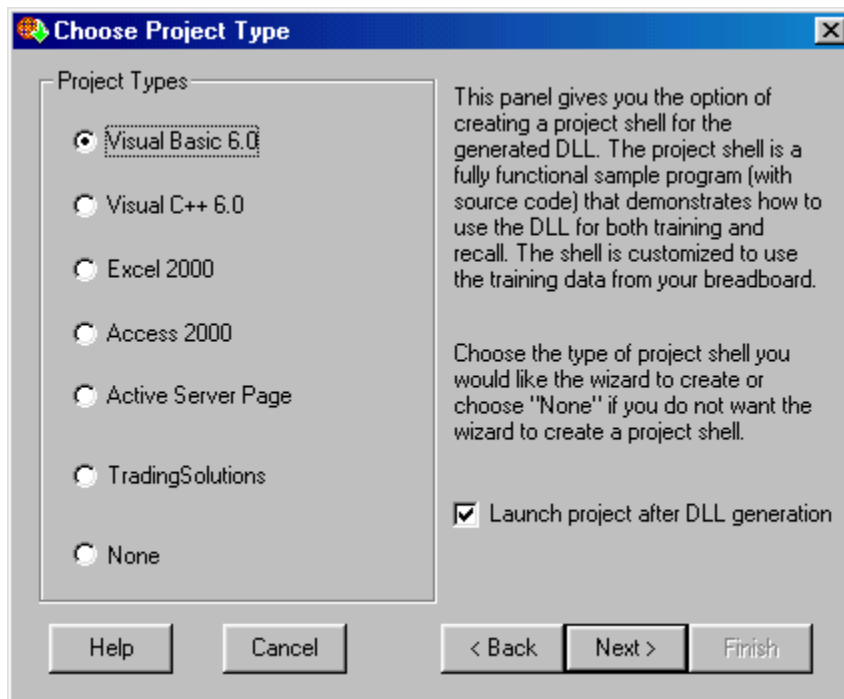 Choose Project Type
Project Types
Visual Basic 6.0
Visual C++ 6.0
Excel 2000
Access 2000
Active Server Page
TradingSolutions
None
This panel gives you the option of
creating a project shell for the
generated DLL. The project shell is a
fully functional sample program (with
source code) that demonstrates how to
use the DLL for both training and
recall. The shell is customized to use
the training data from your breadboard.
Choose the type of project shell you
would like the wizard to create or
choose "None" if you do not want the
wizard to create a project shell.
Launch project after DLL generation
Help
Cancel
< Back
Next >
Finish